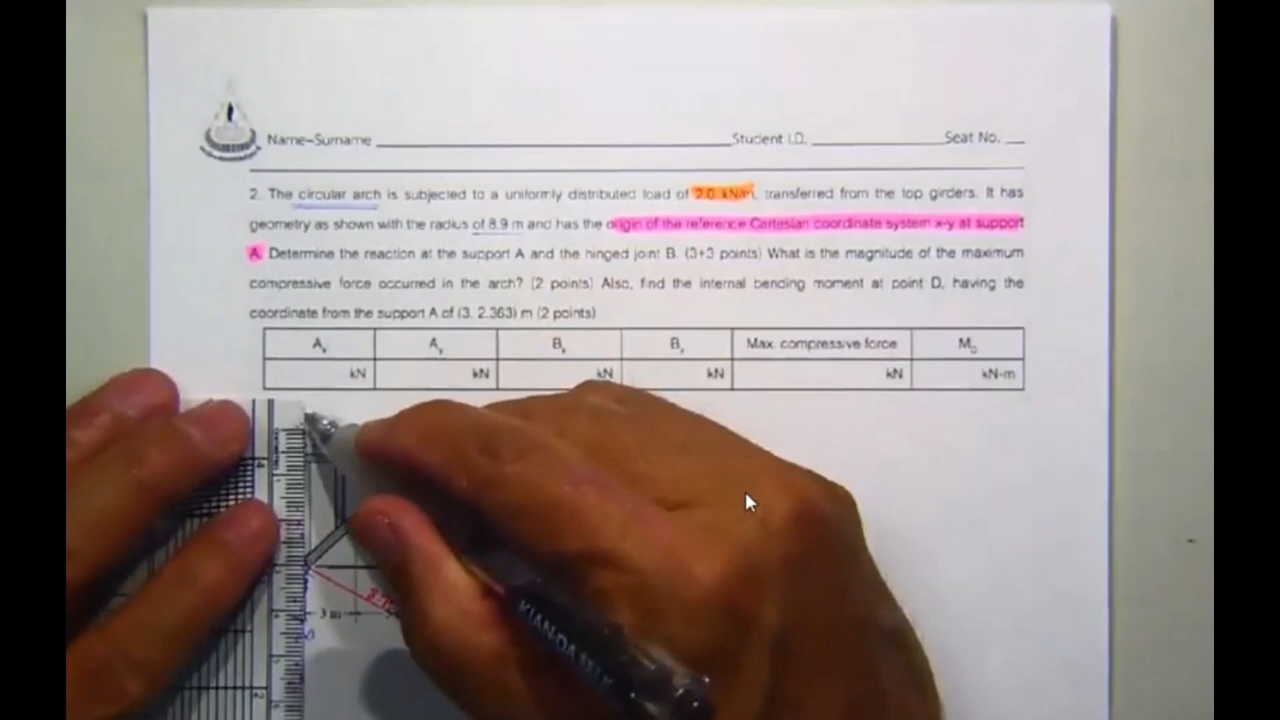 Name-Surname Student I.D. Seat No.
2. The circular arch is subjected to a uniformly distributed load of 2.0 kN/m, transferred from the top girders. It has
geometry as shown with the radius of 8.9 m and has the origin of the reference Cartesian coordinate system x-y at support
A. Determine the reaction at the support A and the hinged joint B. (3+3 points) What is the magnitude of the maximum
compressive force occurred in the arch? (2 points) Also, find the internal bending moment at point D, having the
coordinate from the support A of (3, 2.363) m (2 points)
Ax Ay Bx By Max. compressive force MD
kN kN kN kN kN kN-m
3 m